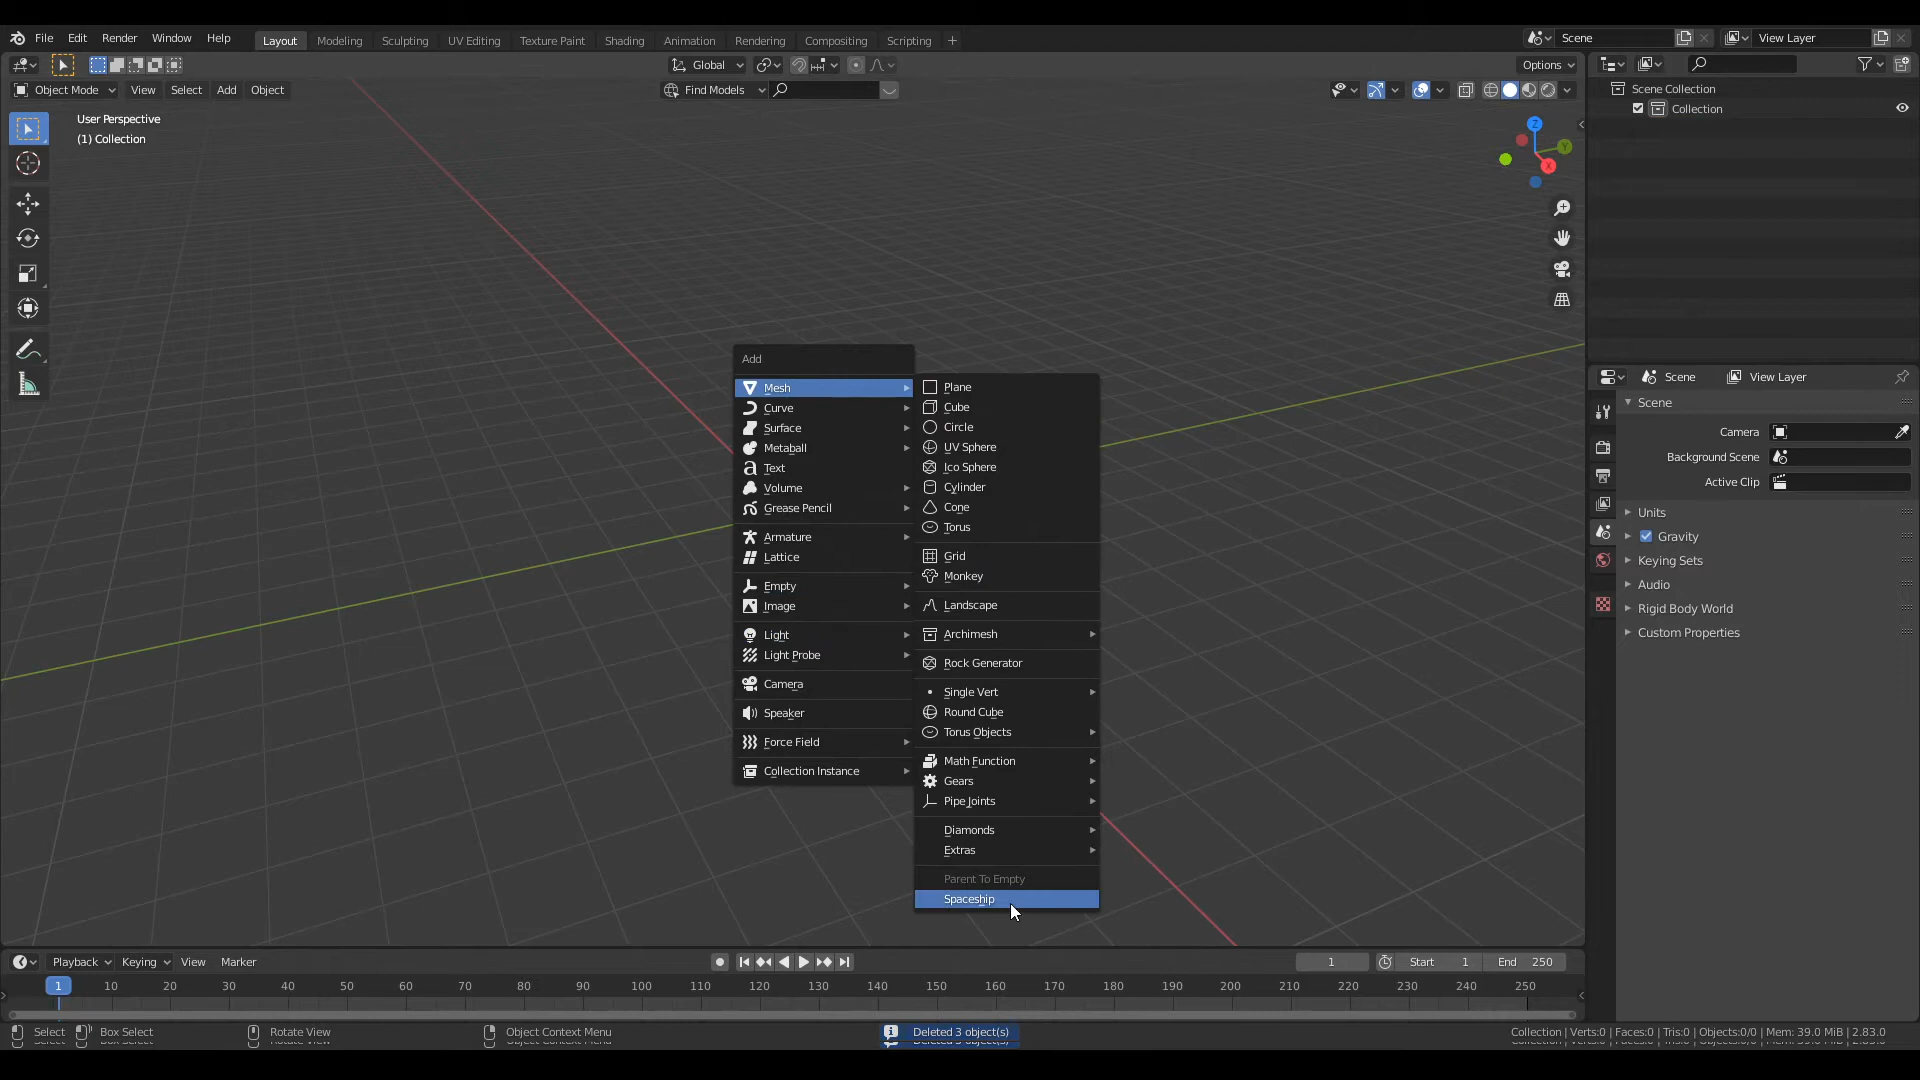 File Edit Render Window Help Layout Modeling Sculpting UV Editing Texture Paint Shading Animation Rendering Compositing Scripting + Scene View Layer
Global Options
Object Mode View Select Add Object Find Models
User Perspective
(1) Collection
Z
Y
X
Scene Collection
Collection
Scene View Layer
Scene
Camera
Background Scene
Active Clip
Units
Gravity
Keying Sets
Audio
Rigid Body World
Custom Properties
Add
Mesh
Curve
Surface
Metaball
Text
Volume
Grease Pencil
Armature
Lattice
Empty
Image
Light
Light Probe
Camera
Speaker
Force Field
Collection Instance
Plane
Cube
Circle
UV Sphere
Ico Sphere
Cylinder
Cone
Torus
Grid
Monkey
Landscape
Archimesh
Rock Generator
Single Vert
Round Cube
Torus Objects
Math Function
Gears
Pipe Joints
Diamonds
Extras
Parent To Empty
Spaceship
Playback Keying View Marker 1 Start 1 End 250
1 10 20 30 40 50 60 70 80 90 100 110 120 130 140 150 160 170 180 190 200 210 220 230 240 250
Select Box Select Rotate View Object Context Menu Deleted 3 object(s) Collection | Verts:0 | Faces:0 | Tris:0 | Objects:0/0 | Mem: 39.0 MiB | 2.83.0